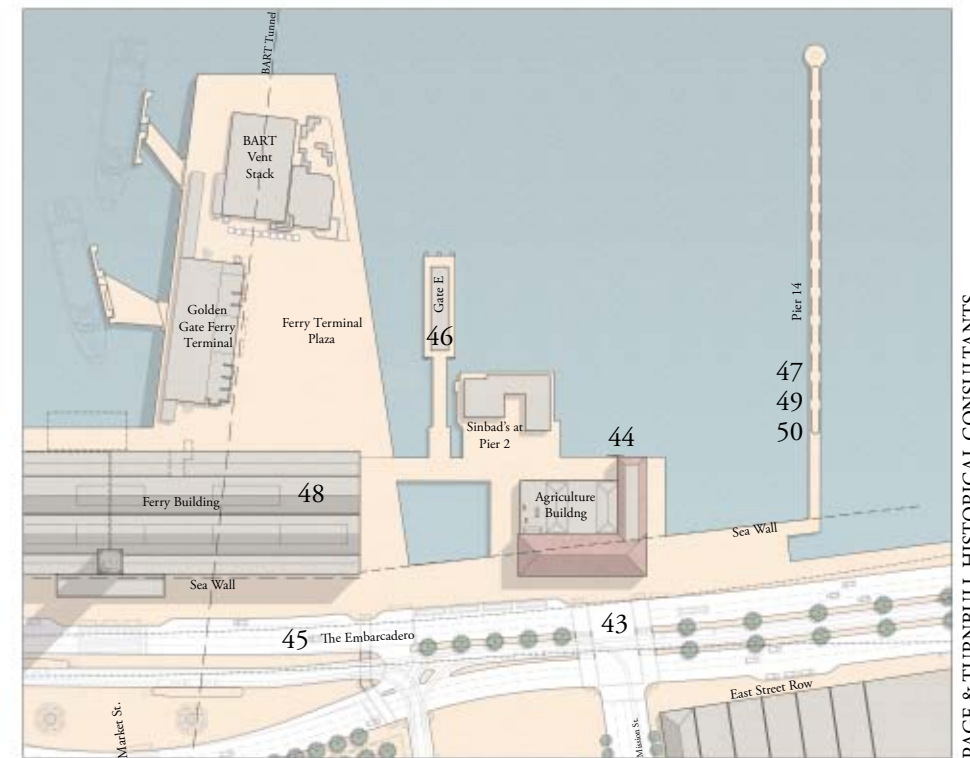 BART Tunnel
BART
Vent
Stack
Golden
Gate Ferry
Terminal
Ferry Terminal
Plaza
Gate E
46
Pier 14
47
49
50
Sinbad's at
Pier 2
44
Ferry Building
48
Agriculture
Buildng
Sea Wall
Sea Wall
45
The Embarcadero
43
East Street Row
Market St.
Mission St.
PAGE & TURNBULL HISTORICAL CONSULTANTS